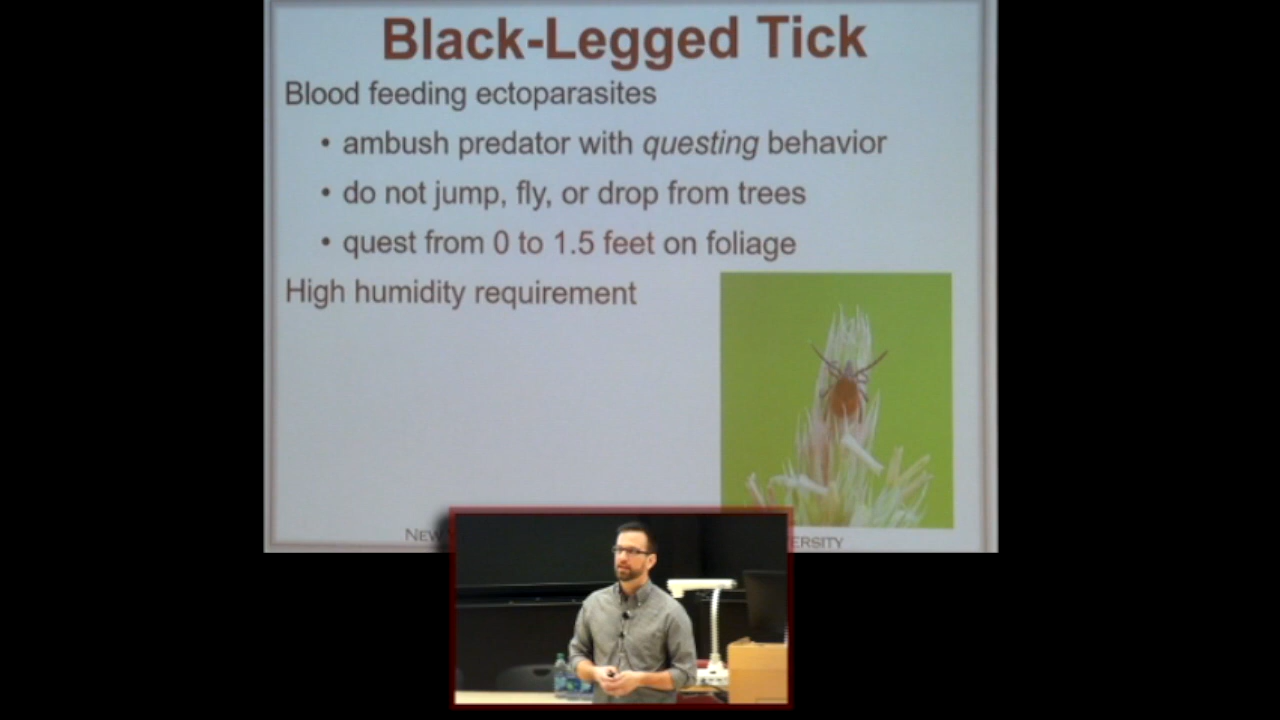 Black-Legged Tick
Blood feeding ectoparasites
• ambush predator with questing behavior
• do not jump, fly, or drop from trees
• quest from 0 to 1.5 feet on foliage
High humidity requirement